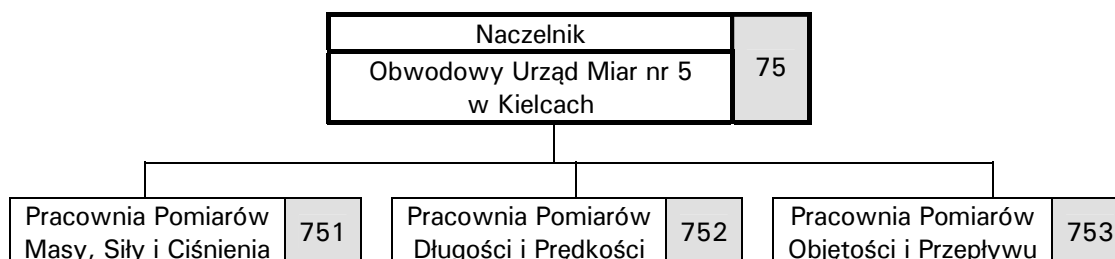 Naczelnik
Obwodowy Urząd Miar nr 5
w Kielcach
75
Pracownia Pomiarów
Masy, Siły i Ciśnienia
751
Pracownia Pomiarów
Długości i Prędkości
752
Pracownia Pomiarów
Objętości i Przepływu
753